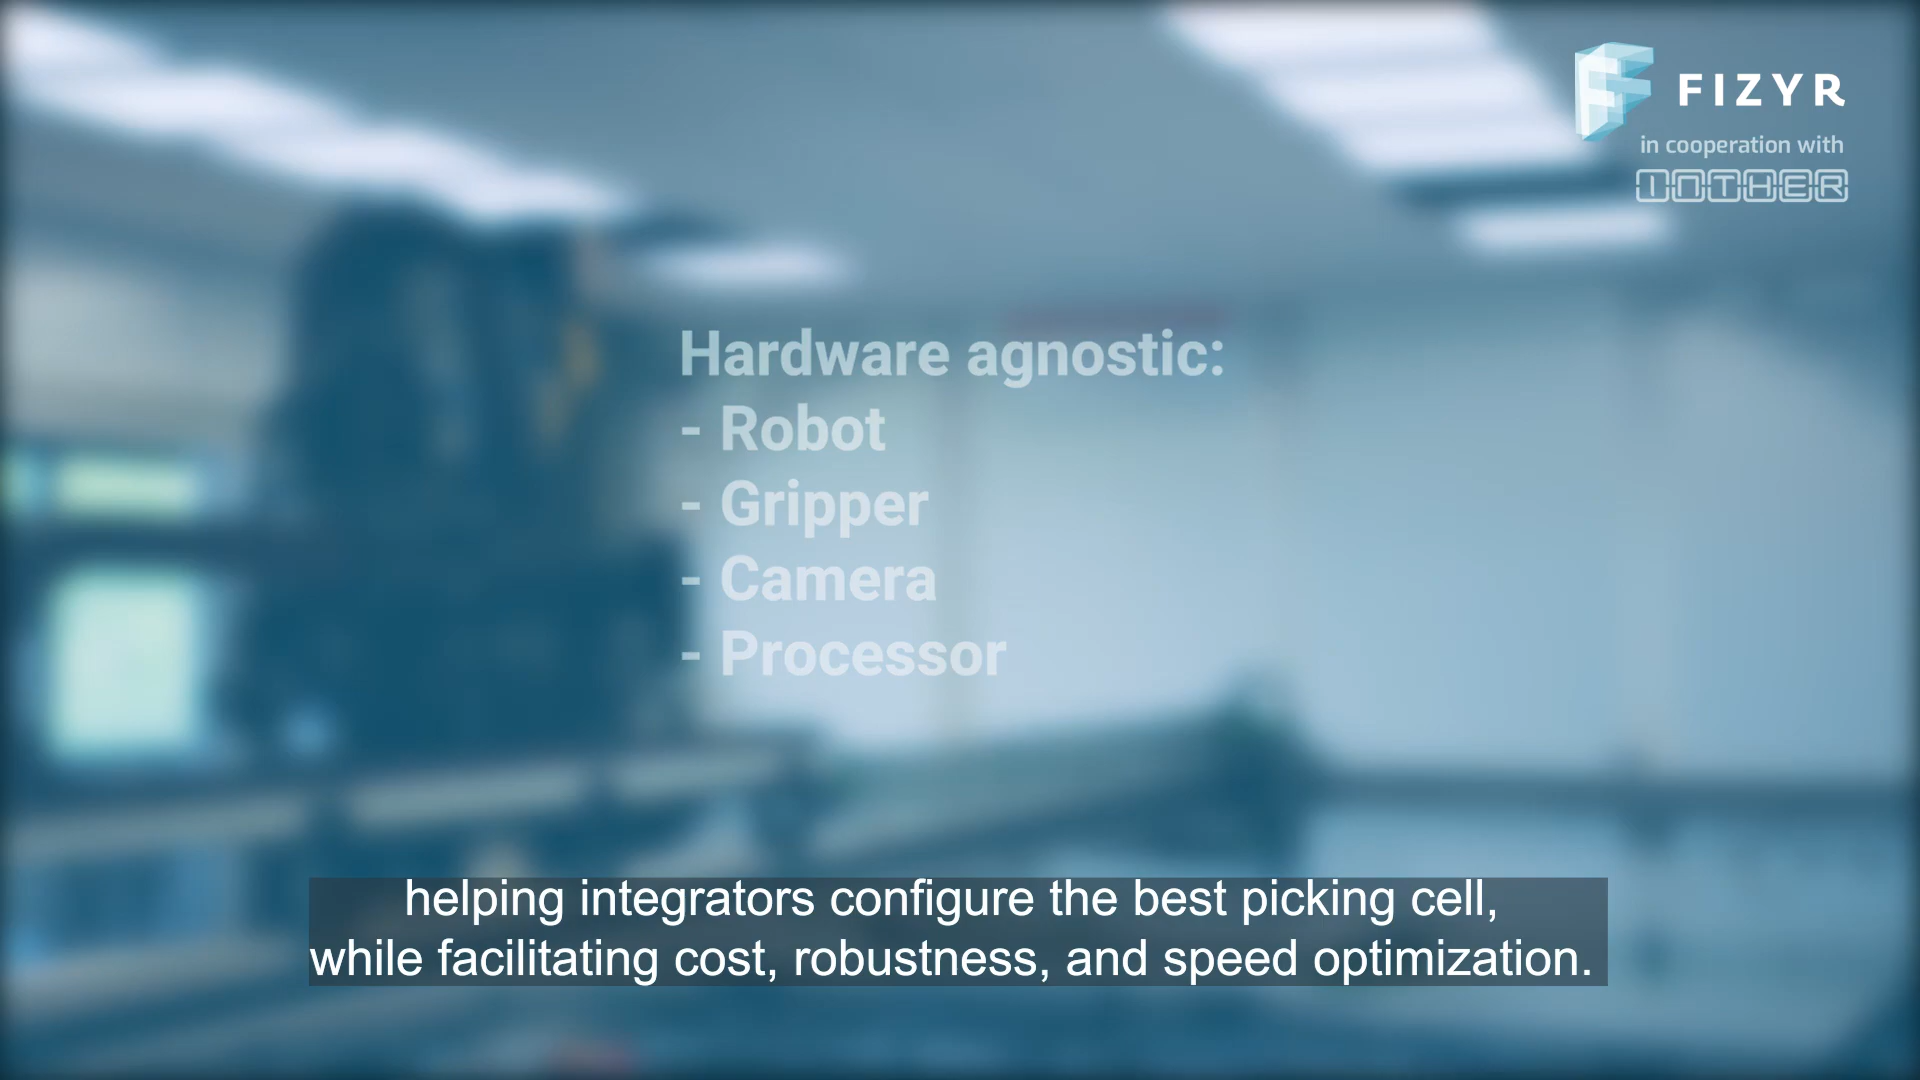 FIZYR
in cooperation with
INTHER
Hardware agnostic:
- Robot
- Gripper
- Camera
- Processor
helping integrators configure the best picking cell,
while facilitating cost, robustness, and speed optimization.